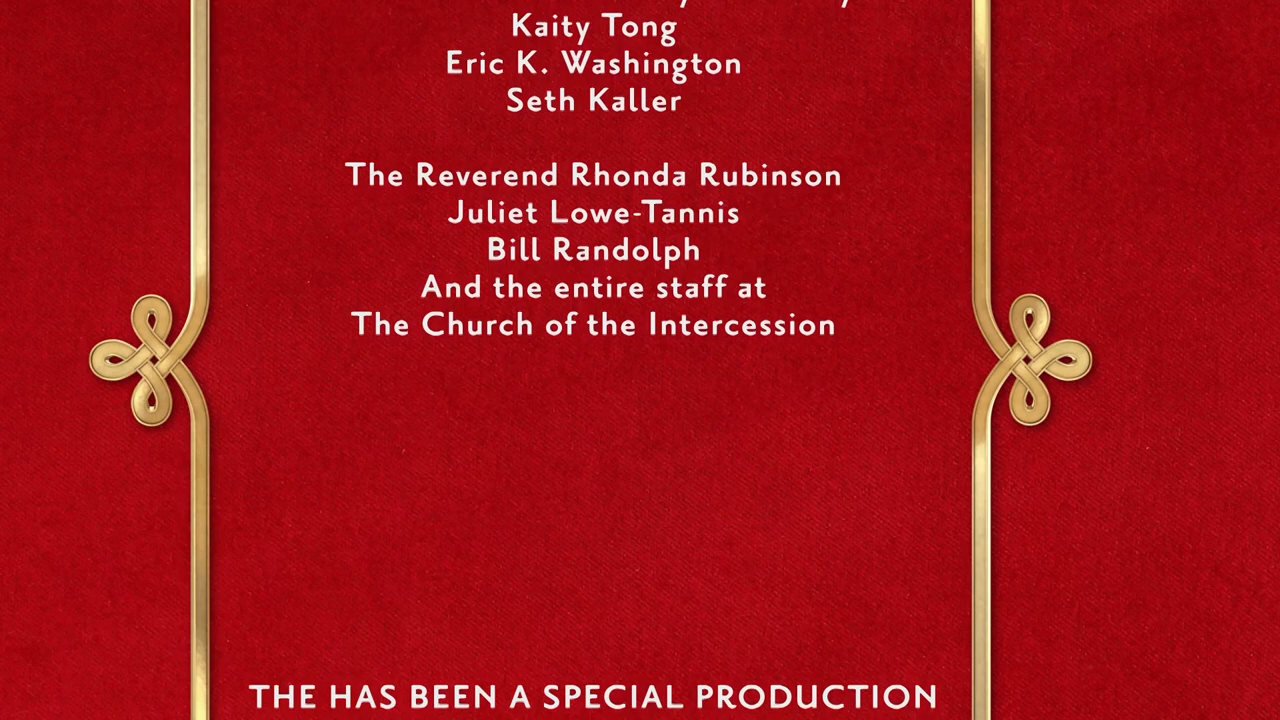 Kaity Tong
Eric K. Washington
Seth Kaller
The Reverend Rhonda Rubinson
Juliet Lowe-Tannis
Bill Randolph
And the entire staff at
The Church of the Intercession
THE HAS BEEN A SPECIAL PRODUCTION